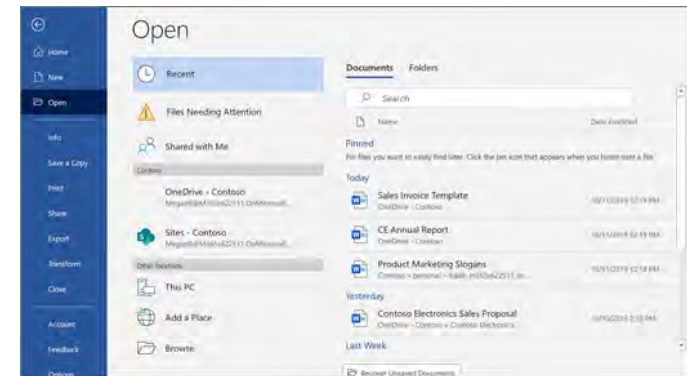 Open
Home
New
Open
Info
Save a Copy
Print
Share
Export
Transform
Close
Account
Feedback
Options
Recent
Files Needing Attention
Shared with Me
Contoso
OneDrive - Contoso
Sites - Contoso
Other locations
This PC
Add a Place
Browse
Documents Folders
Search
Name Date modified
Pinned
Pin files you want to easily find later. Click the pin icon that appears when you hover over a file.
Today
Sales Invoice Template
OneDrive - Contoso
CE Annual Report
OneDrive - Contoso
Product Marketing Slogans
Contoso » personal »
Yesterday
Contoso Electronics Sales Proposal
OneDrive - Contoso » Contoso Electronics
Last Week
Recover Unsaved Documents